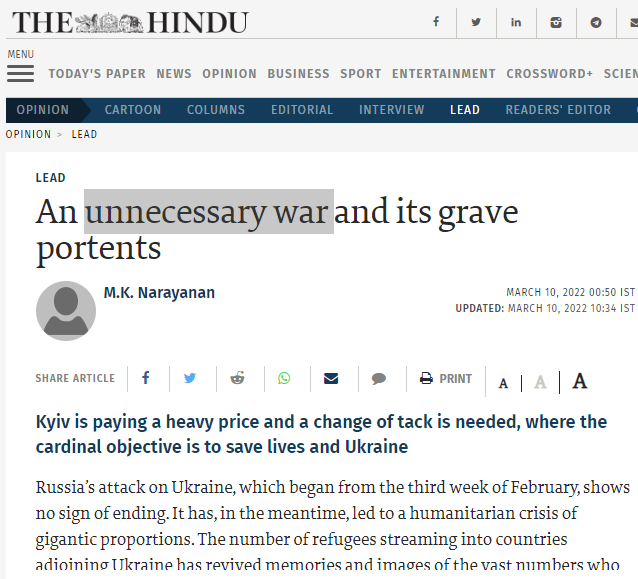 THE HINDU
MENU
TODAY'S PAPER NEWS OPINION BUSINESS SPORT ENTERTAINMENT CROSSWORD+
OPINION CARTOON COLUMNS EDITORIAL INTERVIEW LEAD READERS' EDITOR
OPINION > LEAD
LEAD
An unnecessary war and its grave
portents
M.K. Narayanan
MARCH 10, 2022 00:50 IST
UPDATED: MARCH 10, 2022 10:34 IST
SHARE ARTICLE PRINT A A A
Kyiv is paying a heavy price and a change of tack is needed, where the
cardinal objective is to save lives and Ukraine
Russia's attack on Ukraine, which began from the third week of February, shows
no sign of ending. It has, in the meantime, led to a humanitarian crisis of
gigantic proportions. The number of refugees streaming into countries
adjoining Ukraine has revived memories and images of the vast numbers who